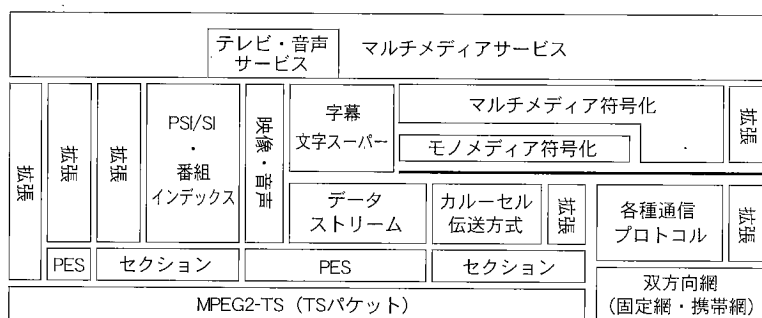 テレビ・音声
サービス
マルチメディアサービス
拡張
拡張
拡張
PSI/SI
・
番組
インデックス
映像・音声
字幕
文字スーパー
マルチメディア符号化
モノメディア符号化
拡張
データ
ストリーム
カルーセル
伝送方式
拡張
各種通信
プロトコル
拡張
PES
セクション
PES
セクション
MPEG2-TS（TSパケット）
双方向網
（固定網・携帯網）